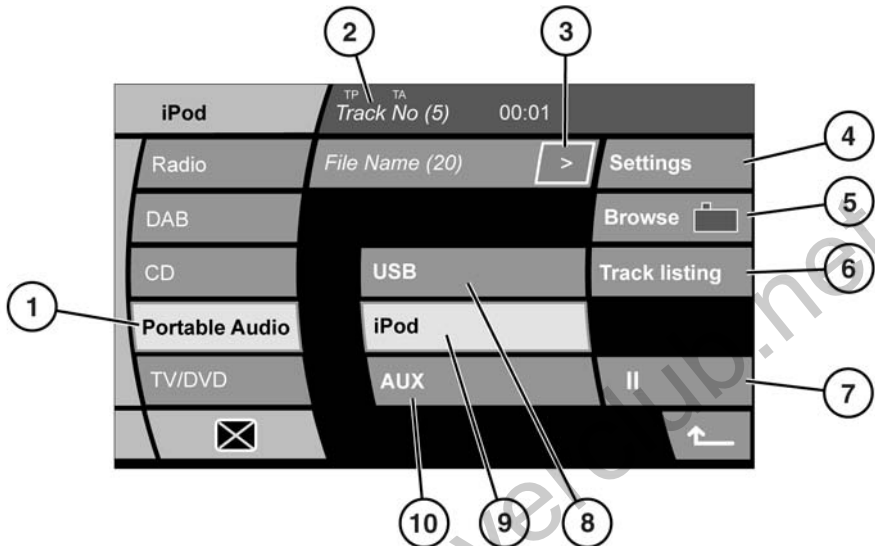 2
3
iPod
TP TA
Track No (5) 00:01
4
Radio
File Name (20)
>
Settings
DAB
Browse
5
CD
USB
Track listing
6
1
Portable Audio
iPod
TV/DVD
AUX
II
7
10
9
8